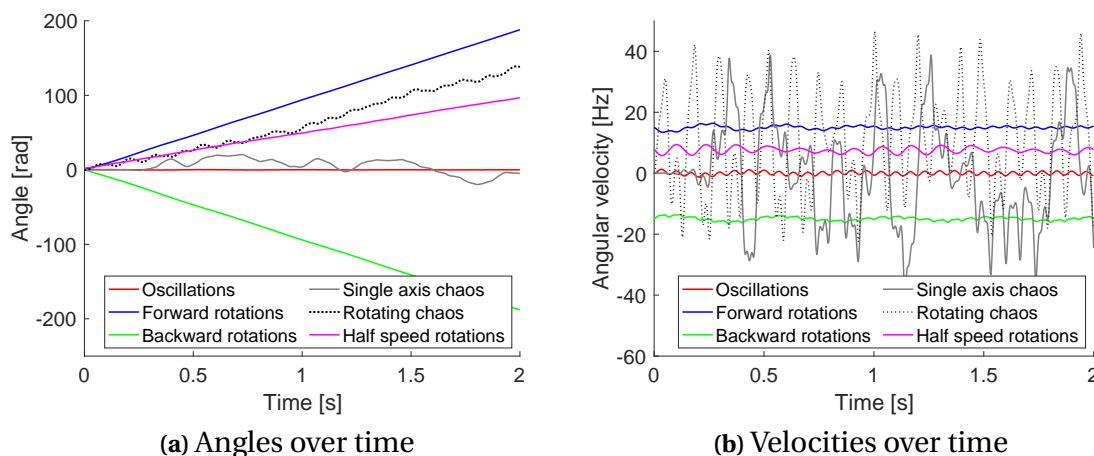 200
100
0
-100
-200
Angle [rad]
Oscillations
Forward rotations
Backward rotations
Single axis chaos
Rotating chaos
Half speed rotations
0
0.5
1
1.5
2
Time [s]
(a) Angles over time
40
20
0
-20
-40
-60
Angular velocity [Hz]
Oscillations
Forward rotations
Backward rotations
Single axis chaos
Rotating chaos
Half speed rotations
0
0.5
1
1.5
2
Time [s]
(b) Velocities over time